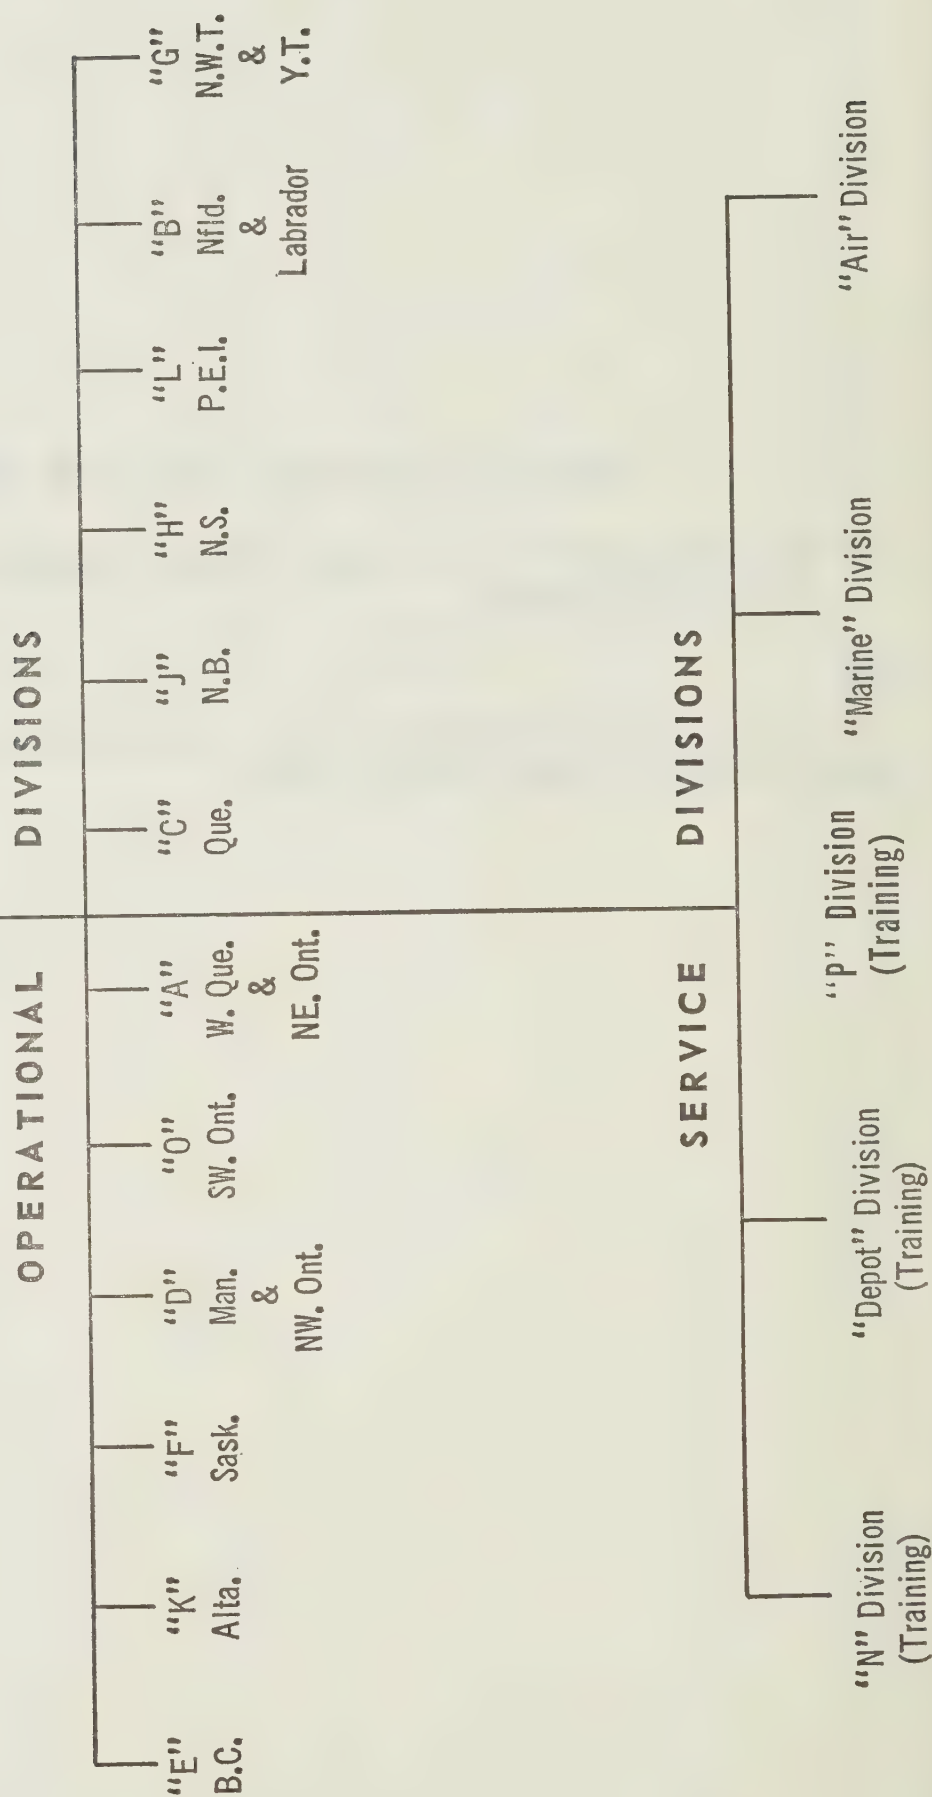 OPERATIONAL DIVISIONS
"E"
B.C.
"K"
Alta.
"F"
Sask.
"D"
Man.
&
NW. Ont.
"O"
SW. Ont.
"A"
W. Que.
&
NE. Ont.
"C"
Que.
"J"
N.B.
"H"
N.S.
"L"
P.E.I.
"B"
Nfld.
&
Labrador
"G"
N.W.T.
&
Y.T.
SERVICE DIVISIONS
"N" Division
(Training)
"Depot" Division
(Training)
"P" Division
(Training)
"Marine" Division
"Air" Division